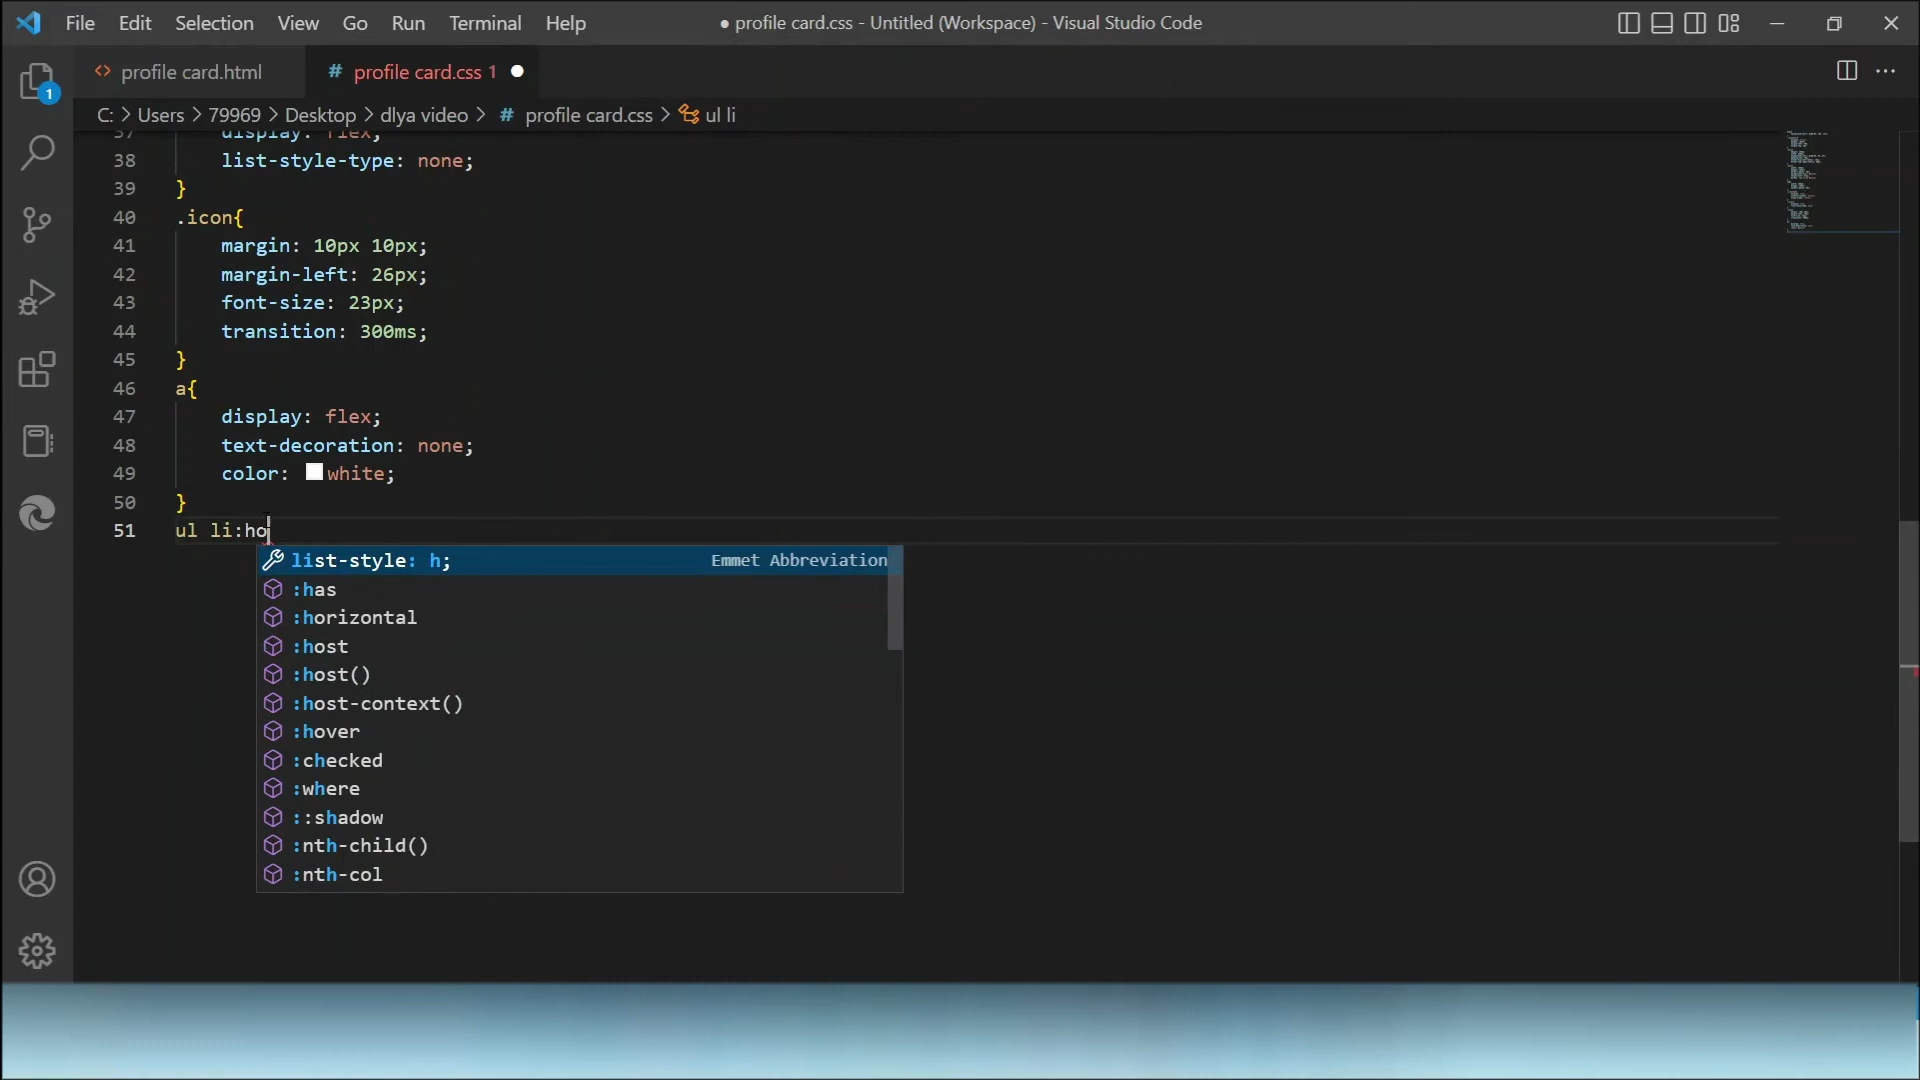 File Edit Selection View Go Run Terminal Help ● profile card.css - Untitled (Workspace) - Visual Studio Code
1
<> profile card.html # profile card.css 1 ●
C: > Users > 79969 > Desktop > dlya video > # profile card.css > ul li
37 display: flex;
38 list-style-type: none;
39 }
40 .icon{
41 margin: 10px 10px;
42 margin-left: 26px;
43 font-size: 23px;
44 transition: 300ms;
45 }
46 a{
47 display: flex;
48 text-decoration: none;
49 color: white;
50 }
51 ul li:ho
list-style: h; Emmet Abbreviation
:has
:horizontal
:host
:host()
:host-context()
:hover
:checked
:where
::shadow
:nth-child()
:nth-col